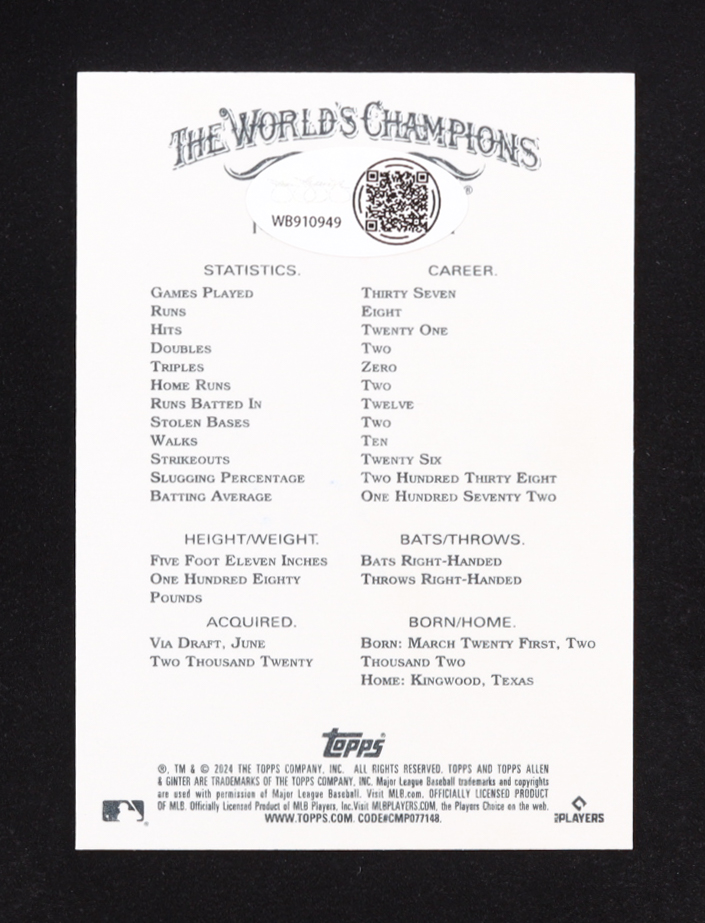 THE WORLD'S CHAMPIONS
®
WB910949
STATISTICS. CAREER.
GAMES PLAYED THIRTY SEVEN
RUNS EIGHT
HITS TWENTY ONE
DOUBLES TWO
TRIPLES ZERO
HOME RUNS TWO
RUNS BATTED IN TWELVE
STOLEN BASES TWO
WALKS TEN
STRIKEOUTS TWENTY SIX
SLUGGING PERCENTAGE TWO HUNDRED THIRTY EIGHT
BATTING AVERAGE ONE HUNDRED SEVENTY TWO
HEIGHT/WEIGHT. BATS/THROWS.
FIVE FOOT ELEVEN INCHES BATS RIGHT-HANDED
ONE HUNDRED EIGHTY THROWS RIGHT-HANDED
POUNDS
ACQUIRED. BORN/HOME.
VIA DRAFT, JUNE BORN: MARCH TWENTY FIRST, TWO
TWO THOUSAND TWENTY THOUSAND TWO
HOME: KINGWOOD, TEXAS
Topps®
®, TM & © 2024 THE TOPPS COMPANY, INC. ALL RIGHTS RESERVED. TOPPS AND TOPPS ALLEN
& GINTER ARE TRADEMARKS OF THE TOPPS COMPANY, INC. Major League Baseball trademarks and copyrights
are used with permission of Major League Baseball. Visit MLB.com. OFFICIALLY LICENSED PRODUCT
OF MLB. Officially Licensed Product of MLB Players, Inc. Visit MLBPLAYERS.COM, the Players Choice on the web.
WWW.TOPPS.COM. CODE#CMP077148.
PLAYERS